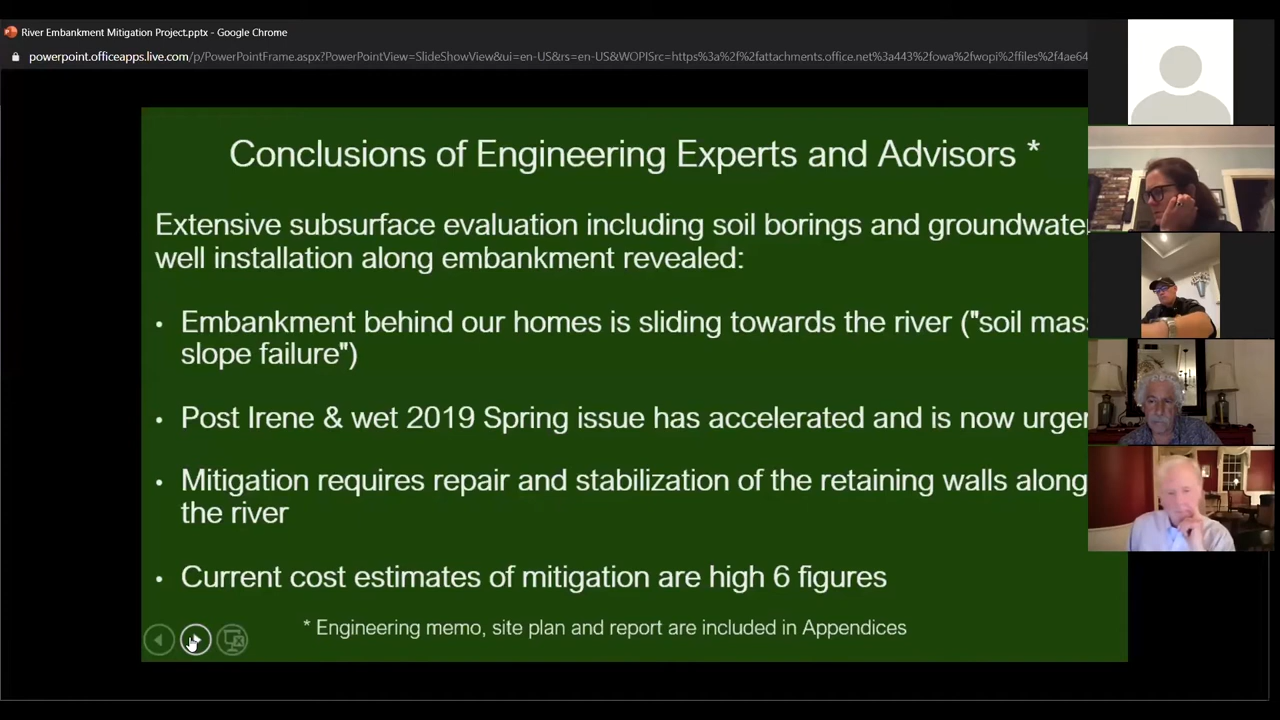 River Embankment Mitigation Project.pptx - Google Chrome
powerpoint.officeapps.live.com/p/PowerPointFrame.aspx?PowerPointView=SlideShowView&ui=en-US&rs=en-US&WOPISrc=https%3a%2f%2fattachments.office.net%3a443%2fowa%2fwopi%2ffiles%2f4ae64
Conclusions of Engineering Experts and Advisors *
Extensive subsurface evaluation including soil borings and groundwater
well installation along embankment revealed:
• Embankment behind our homes is sliding towards the river ("soil mass
slope failure")
• Post Irene & wet 2019 Spring issue has accelerated and is now urgen
• Mitigation requires repair and stabilization of the retaining walls along
the river
• Current cost estimates of mitigation are high 6 figures
* Engineering memo, site plan and report are included in Appendices